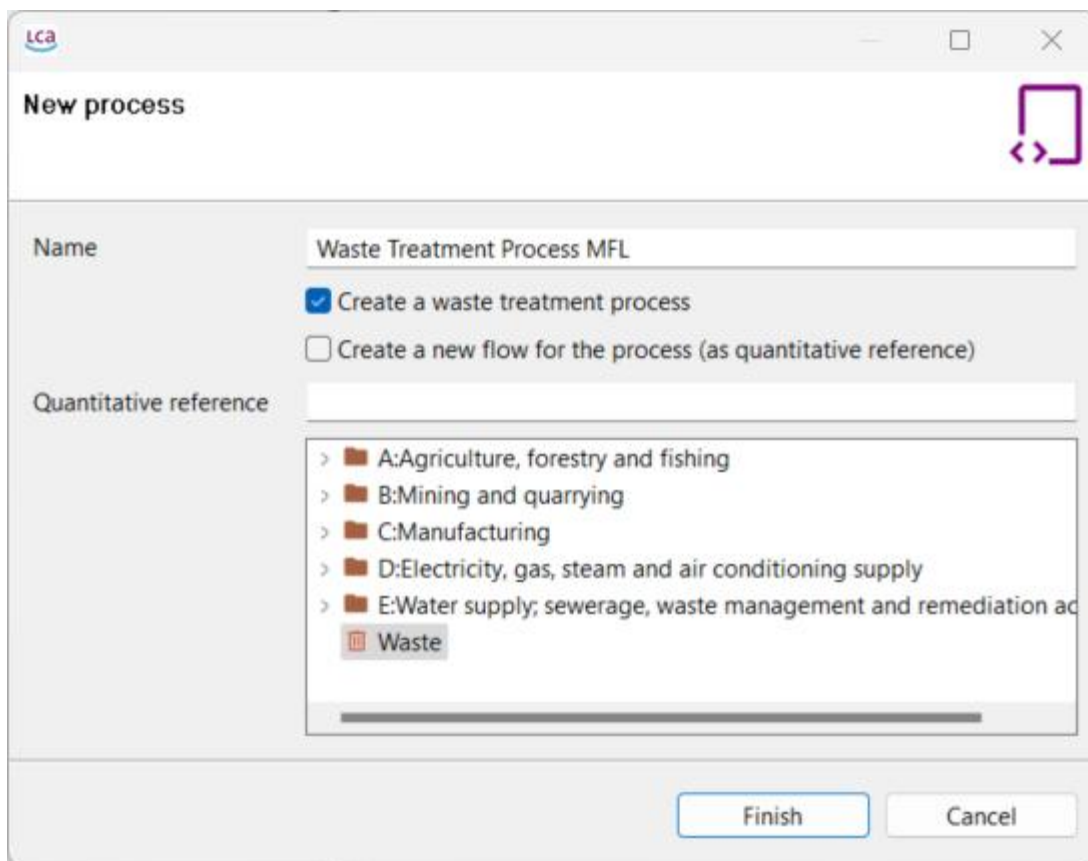 LCA
New process
Name
Waste Treatment Process MFL
Create a waste treatment process
Create a new flow for the process (as quantitative reference)
Quantitative reference
A:Agriculture, forestry and fishing
B:Mining and quarrying
C:Manufacturing
D:Electricity, gas, steam and air conditioning supply
E:Water supply; sewerage, waste management and remediation ac
Waste
Finish
Cancel